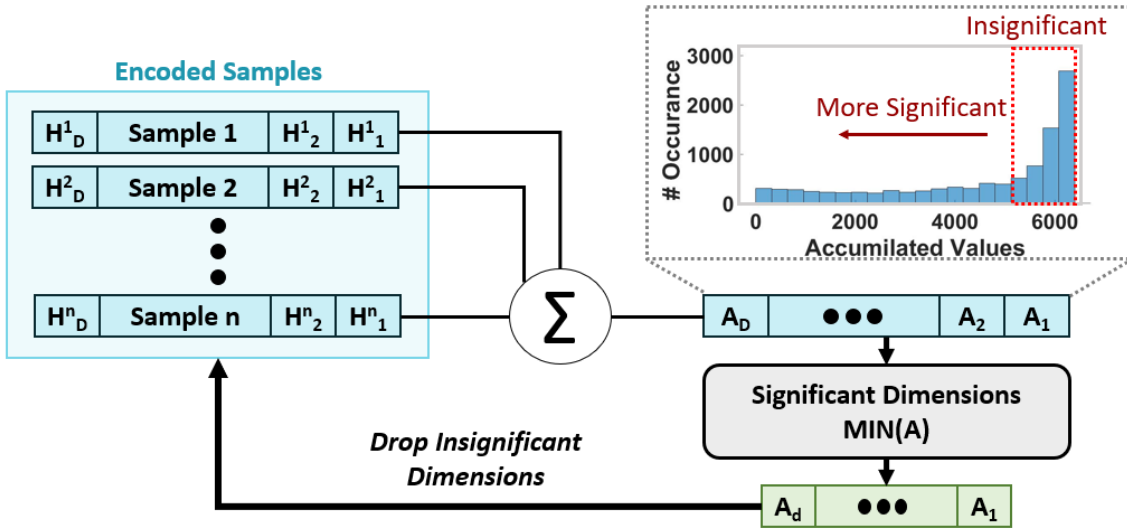 Encoded Samples
H¹D Sample 1 H¹2 H¹1
H²D Sample 2 H²2 H²1
HⁿD Sample n Hⁿ2 Hⁿ1
Σ
Insignificant
More Significant
# Occurance
3000
2000
1000
0
0 2000 4000 6000
Accumilated Values
AD A2 A1
Significant Dimensions
MIN(A)
Drop Insignificant
Dimensions
Ad A1